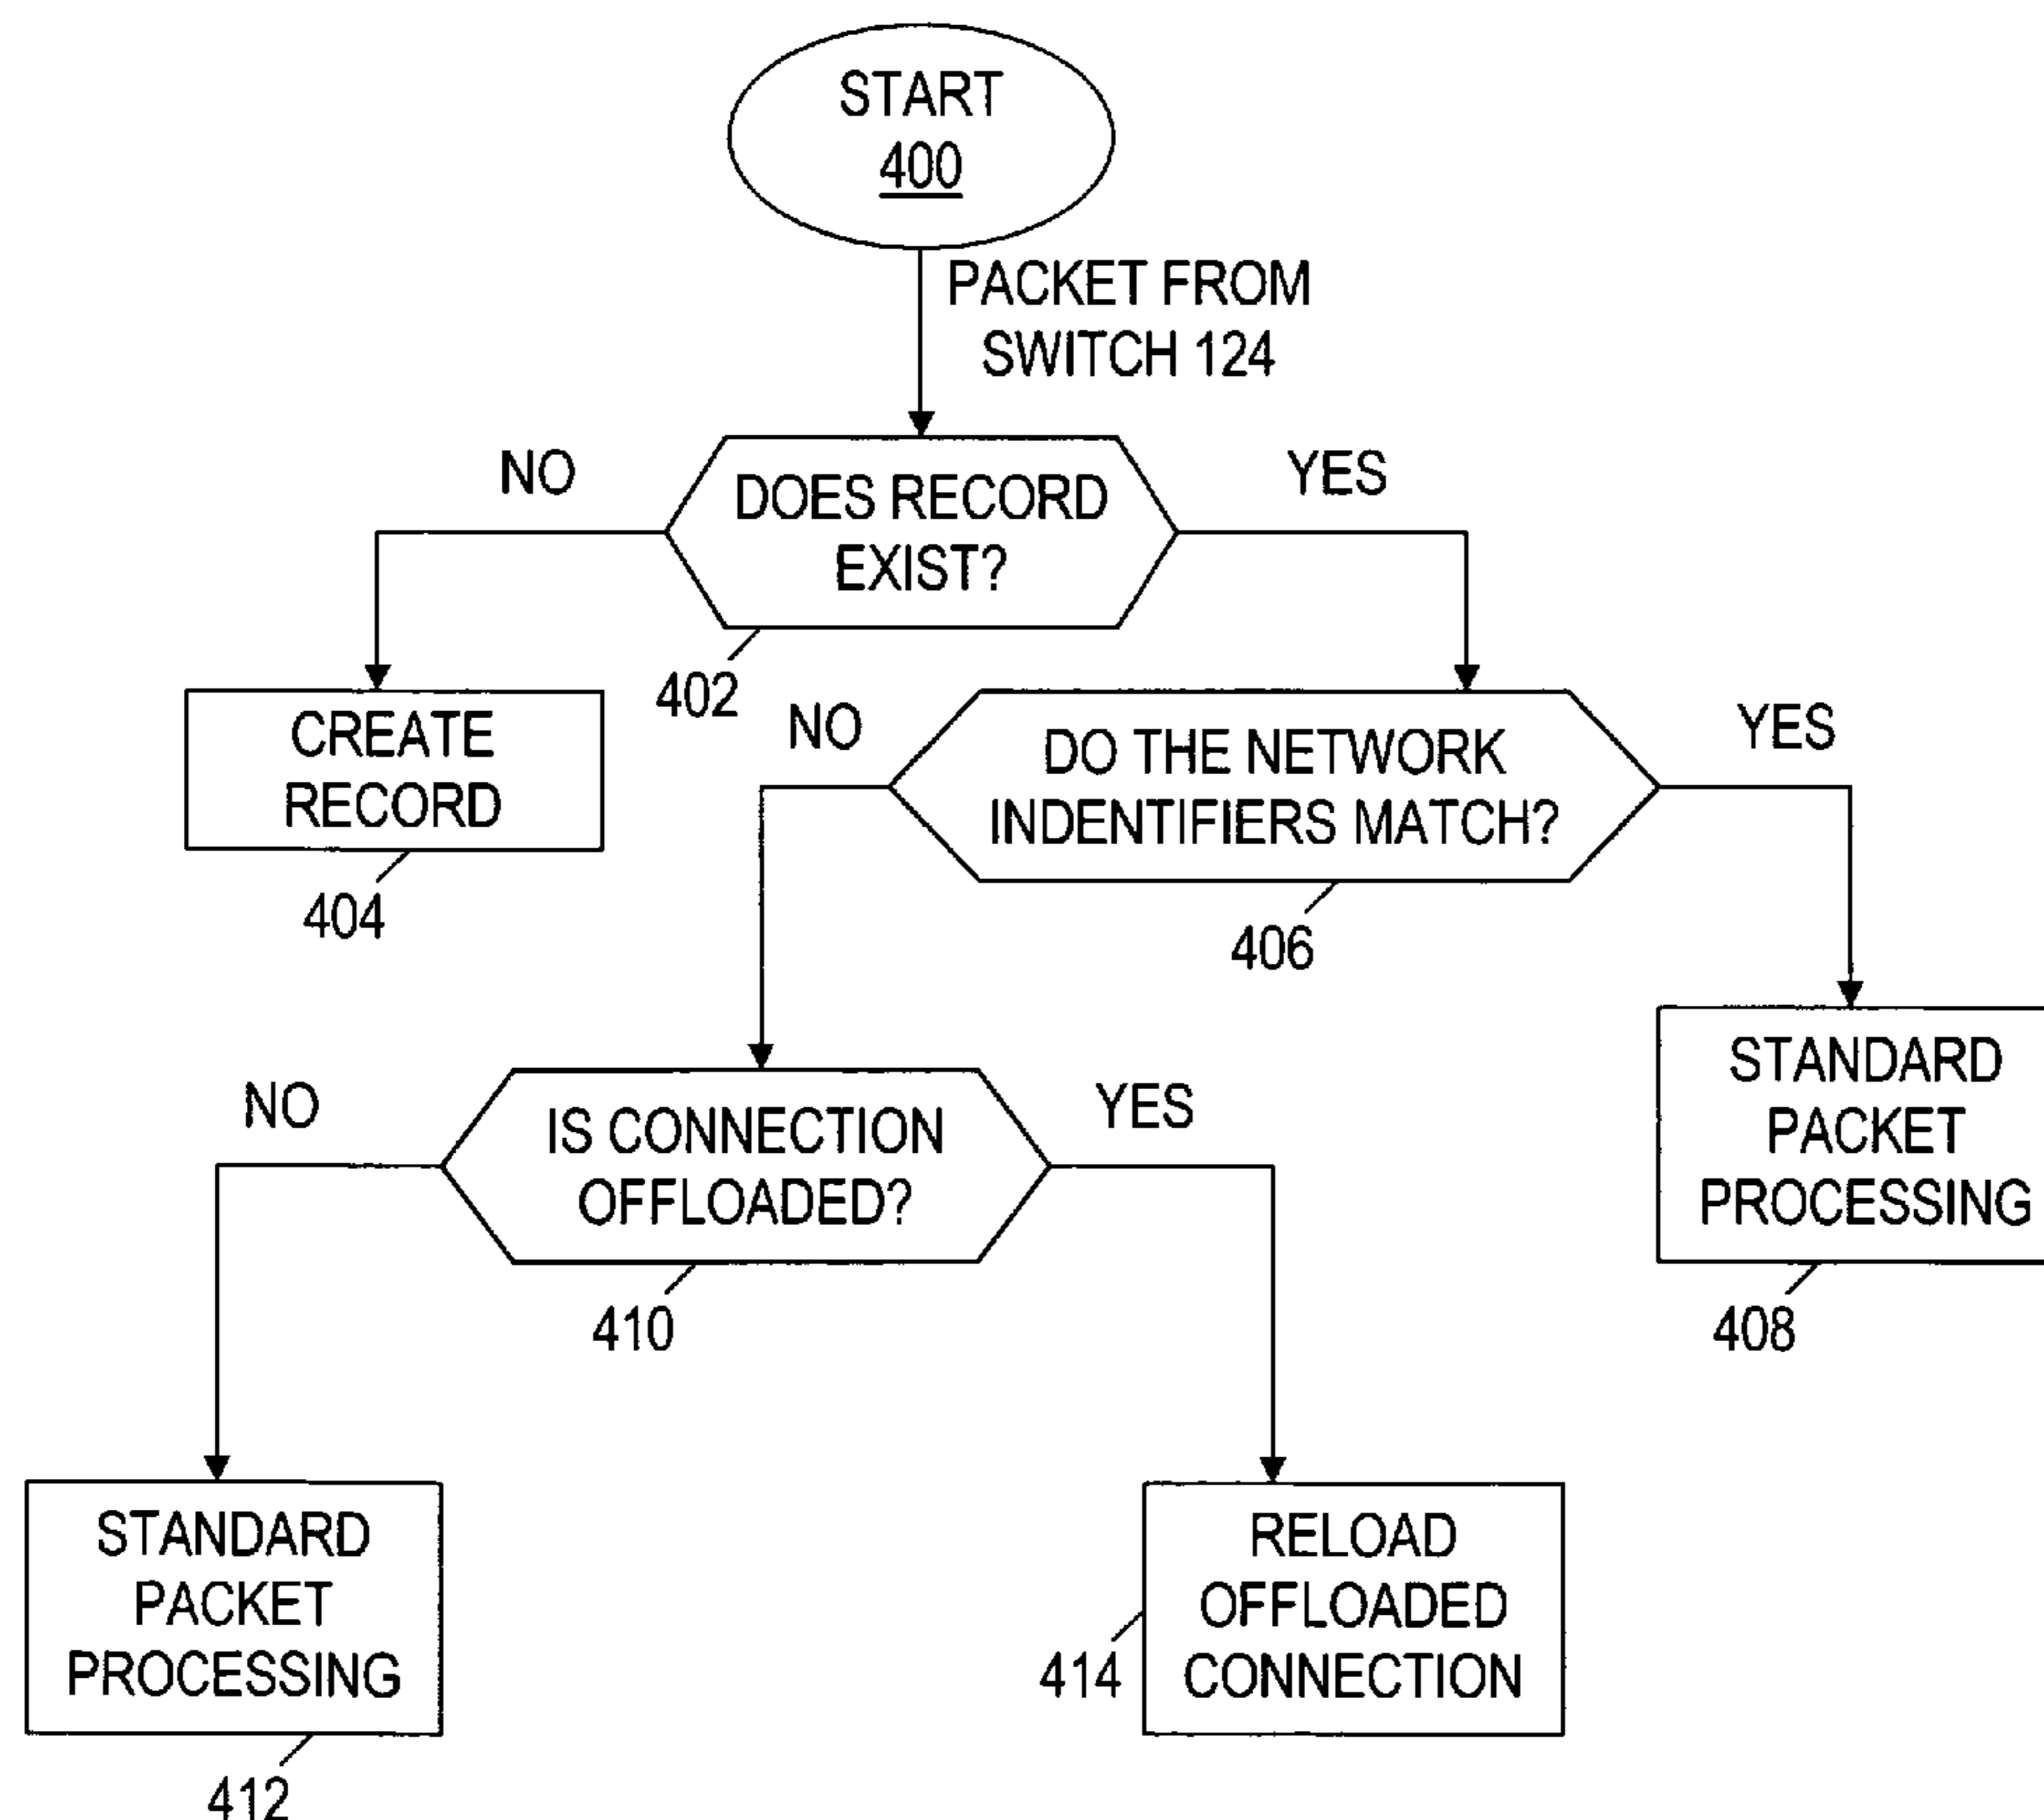 START
400
PACKET FROM
SWITCH 124
NO
YES
DOES RECORD
EXIST?
402
CREATE
RECORD
404
NO
YES
DO THE NETWORK
INDENTIFIERS MATCH?
406
STANDARD
PACKET
PROCESSING
408
NO
YES
IS CONNECTION
OFFLOADED?
410
STANDARD
PACKET
PROCESSING
412
RELOAD
OFFLOADED
CONNECTION
414